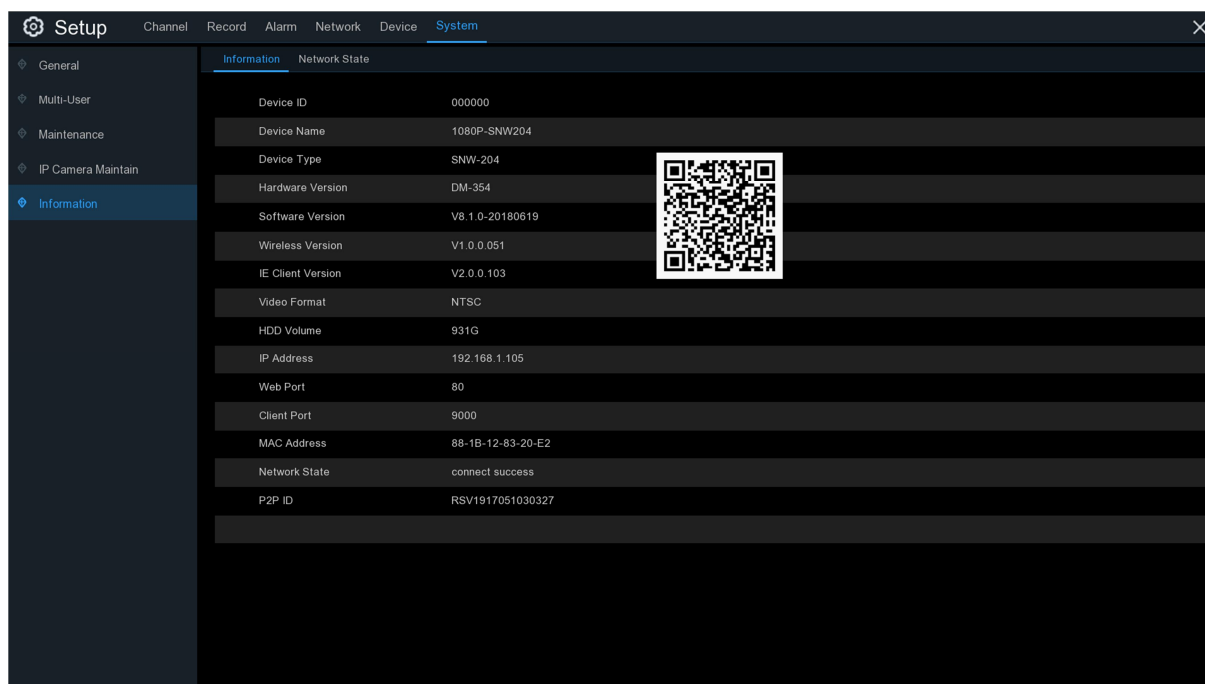 Setup Channel Record Alarm Network Device System
General
Multi-User
Maintenance
IP Camera Maintain
Information
Information Network State
Device ID 000000
Device Name 1080P-SNW204
Device Type SNW-204
Hardware Version DM-354
Software Version V8.1.0-20180619
Wireless Version V1.0.0.051
IE Client Version V2.0.0.103
Video Format NTSC
HDD Volume 931G
IP Address 192.168.1.105
Web Port 80
Client Port 9000
MAC Address 88-1B-12-83-20-E2
Network State connect success
P2P ID RSV1917051030327